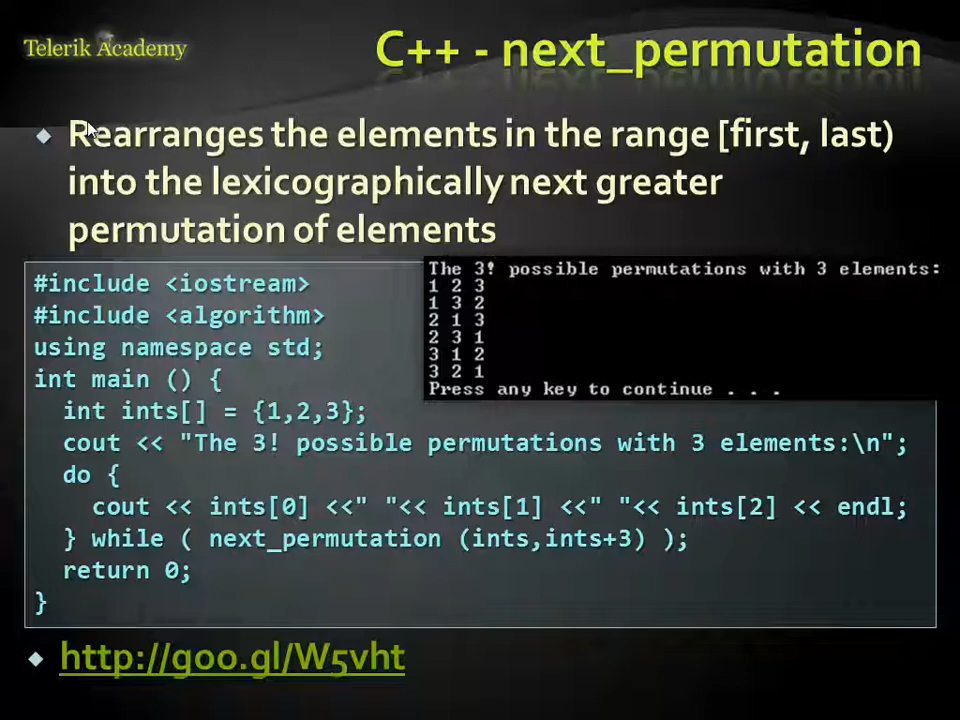 Telerik Academy
C++ - next_permutation
Rearranges the elements in the range [first, last)
into the lexicographically next greater
permutation of elements
#include <iostream>
#include <algorithm>
using namespace std;
int main () {
  int ints[] = {1,2,3};
  cout << "The 3! possible permutations with 3 elements:\n";
  do {
    cout << ints[0] <<" "<< ints[1] <<" "<< ints[2] << endl;
  } while ( next_permutation (ints,ints+3) );
  return 0;
}
The 3! possible permutations with 3 elements:
1 2 3
1 3 2
2 1 3
2 3 1
3 1 2
3 2 1
Press any key to continue . . .
http://goo.gl/W5vht